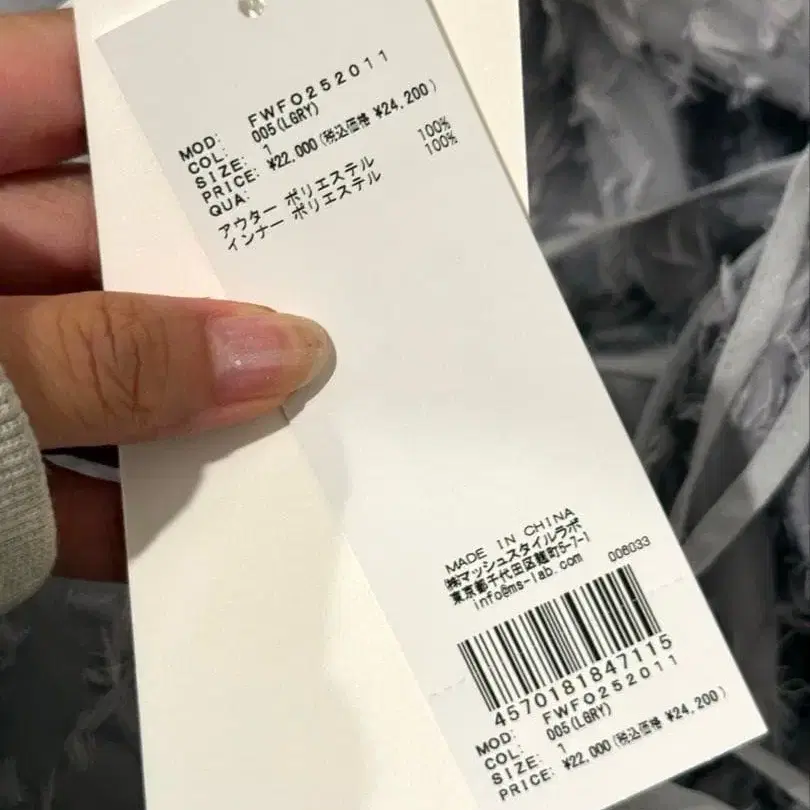 MOD: FWFO252011
COL: 005(LGRY)
SIZE: 1
PRICE: ¥22,000(税込価格 ¥24,200)
QUA:
アウター ポリエステル 100%
インナー ポリエステル 100%
MADE IN CHINA
㈱マッシュスタイルラボ
東京都千代田区麹町5-7-1
info@ms-lab.com 008033
4570181847115
MOD: FWFO252011
COL: 005(LGRY)
SIZE: 1
PRICE: ¥22,000(税込価格 ¥24,200)